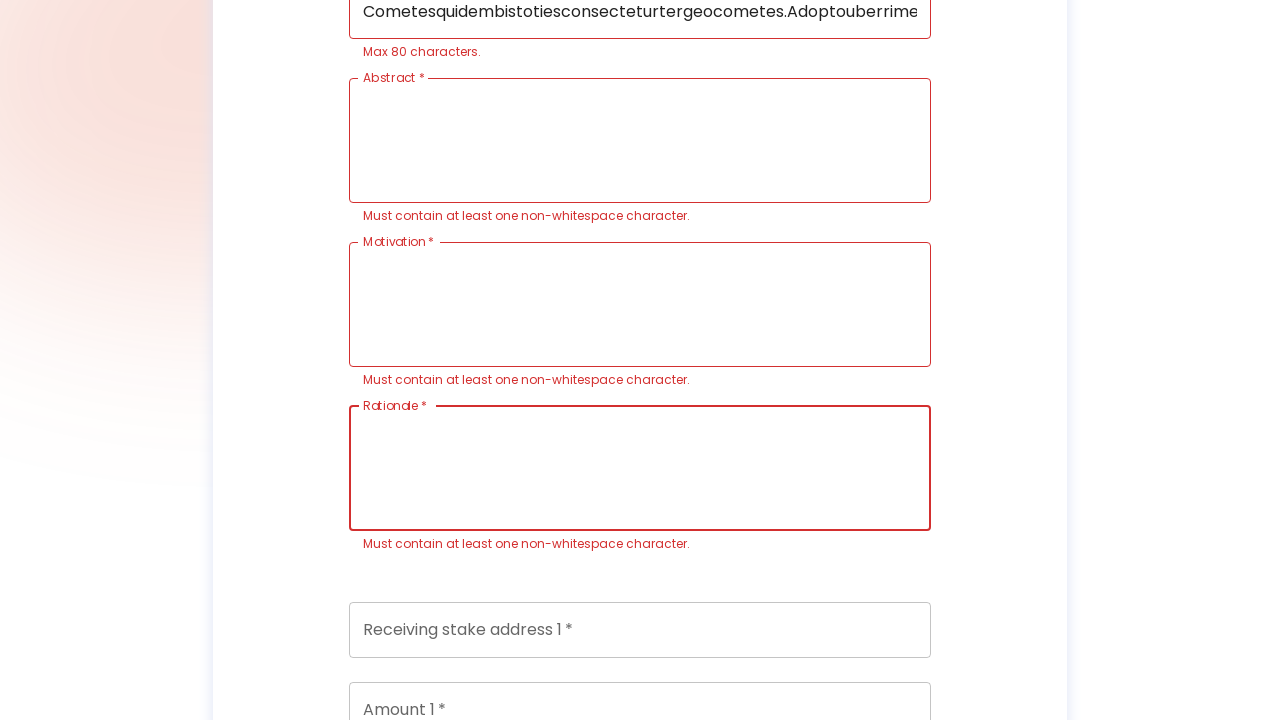 Cometesquidembistotiesconsecteturtergeocometes.Adoptouberrime
Max 80 characters.
Abstract *
Must contain at least one non-whitespace character.
Motivation *
Must contain at least one non-whitespace character.
Rationale *
Must contain at least one non-whitespace character.
Receiving stake address 1 *
Amount 1 *